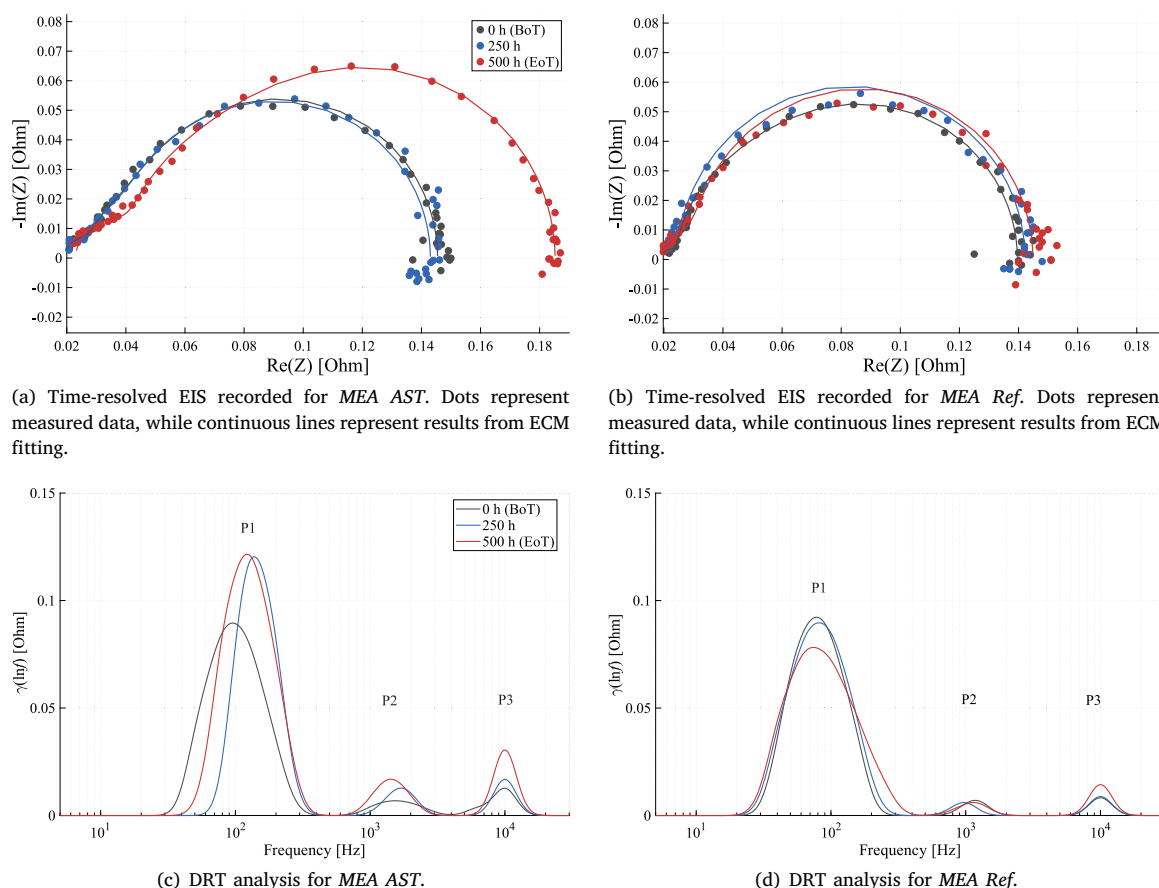 0.08
0.07
0.06
0.05
0.04
0.03
0.02
0.01
0
-0.01
-0.02
-Im(Z) [Ohm]
0 h (BoT)
250 h
500 h (EoT)
0.02 0.04 0.06 0.08 0.1 0.12 0.14 0.16 0.18
Re(Z) [Ohm]
(a) Time-resolved EIS recorded for MEA AST. Dots represent
measured data, while continuous lines represent results from ECM
fitting.
0.08
0.07
0.06
0.05
0.04
0.03
0.02
0.01
0
-0.01
-0.02
-Im(Z) [Ohm]
0.02 0.04 0.06 0.08 0.1 0.12 0.14 0.16 0.18
Re(Z) [Ohm]
(b) Time-resolved EIS recorded for MEA Ref. Dots represent
measured data, while continuous lines represent results from ECM
fitting.
0.15
0.1
0.05
0
γ(lnf) [Ohm]
P1
P2
P3
0 h (BoT)
250 h
500 h (EoT)
10¹ 10² 10³ 10⁴
Frequency [Hz]
(c) DRT analysis for MEA AST.
0.15
0.1
0.05
0
γ(lnf) [Ohm]
P1
P2
P3
10¹ 10² 10³ 10⁴
Frequency [Hz]
(d) DRT analysis for MEA Ref.